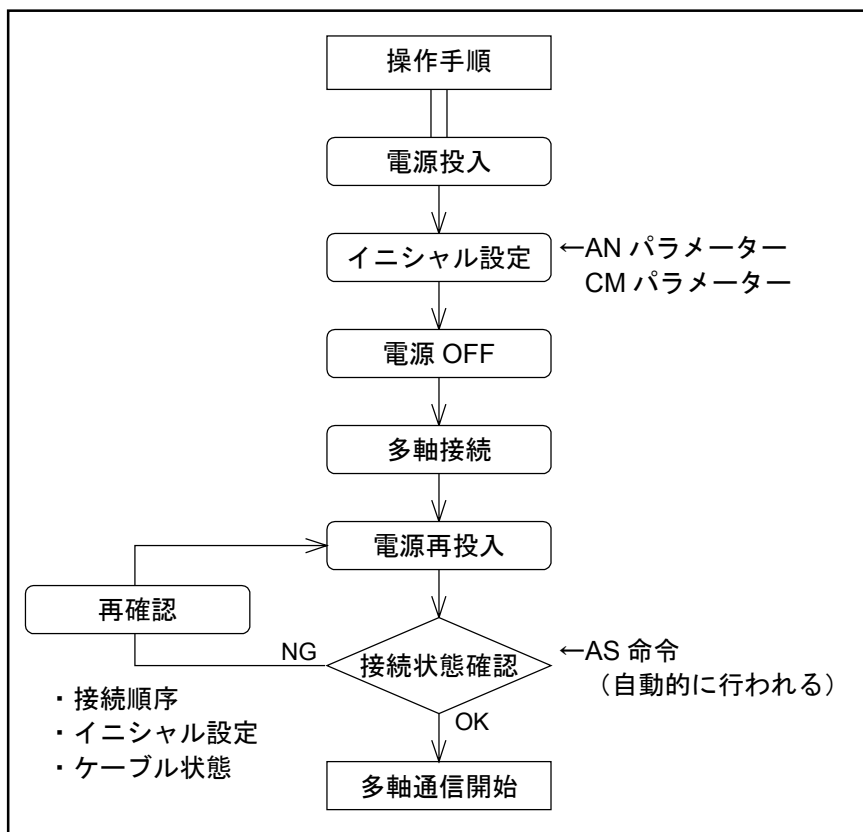 操作手順
電源投入
イニシャル設定
←AN パラメーター
CM パラメーター
電源 OFF
多軸接続
電源再投入
再確認
NG
接続状態確認
←AS 命令
（自動的に行われる）
・接続順序
・イニシャル設定
・ケーブル状態
OK
多軸通信開始